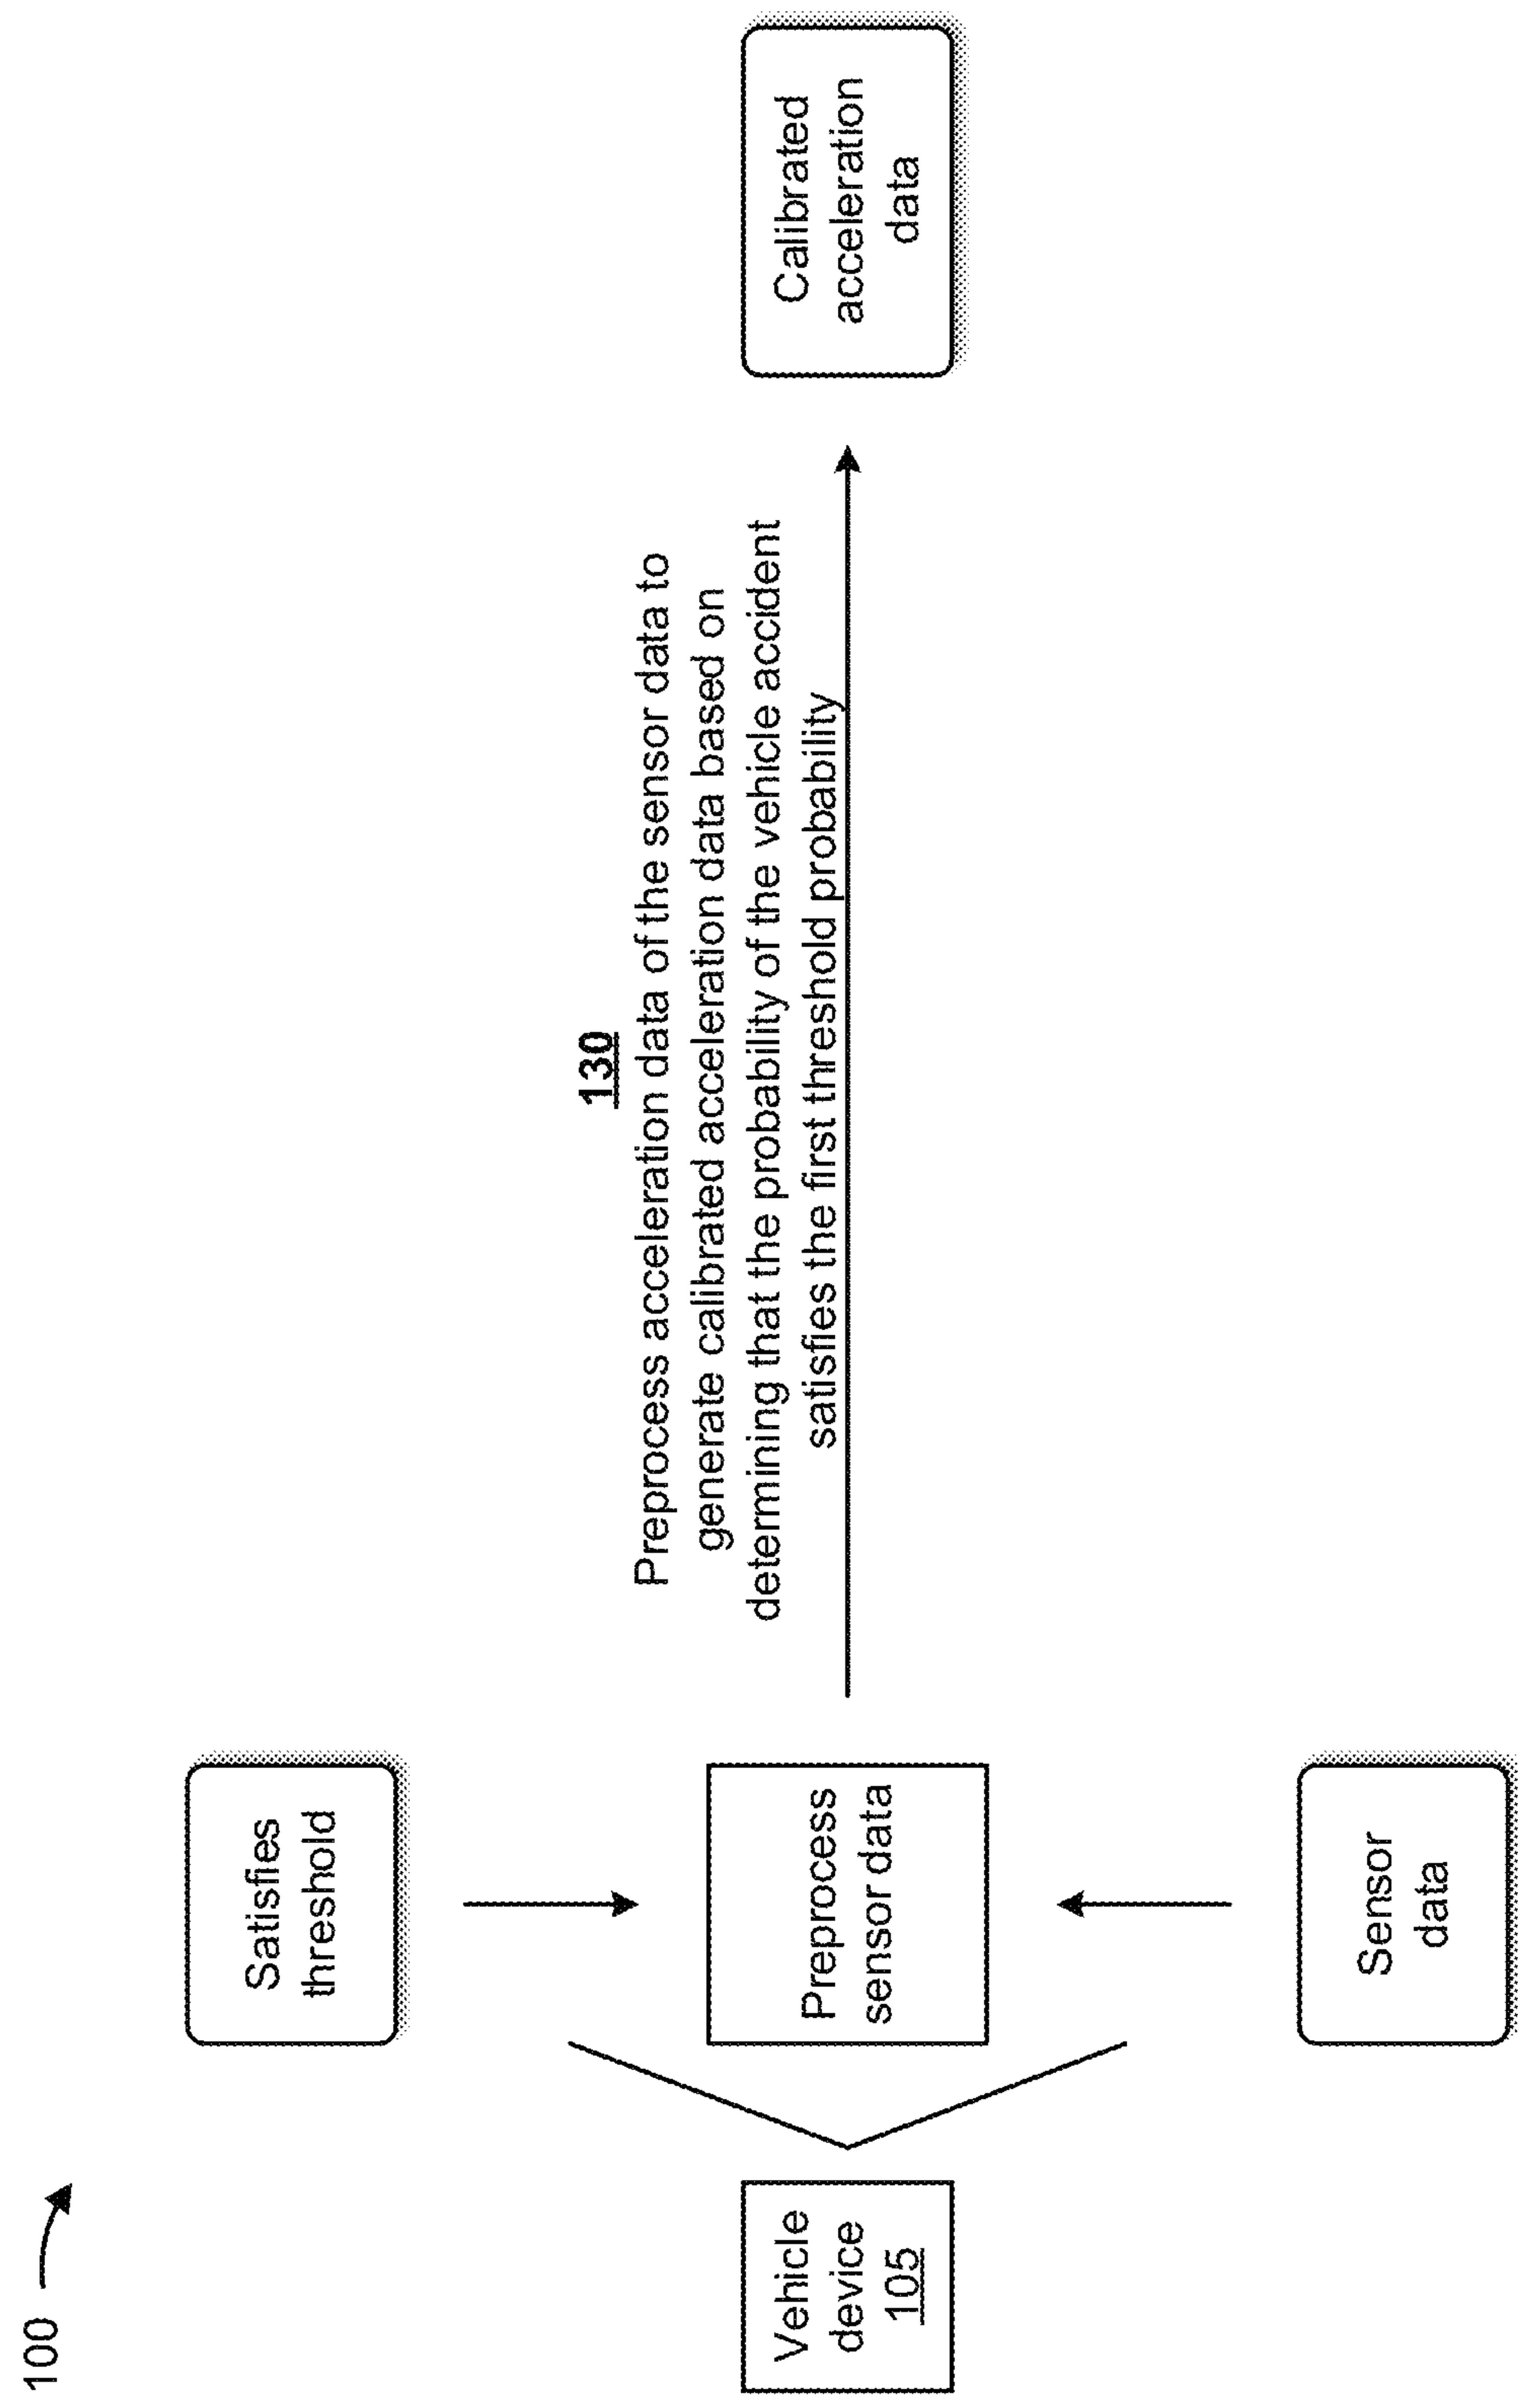 100
Satisfies
threshold
130
Preprocess acceleration data of the sensor data to
generate calibrated acceleration data based on
determining that the probability of the vehicle accident
satisfies the first threshold probability
Vehicle
device
105
Preprocess
sensor data
Calibrated
acceleration
data
Sensor
data